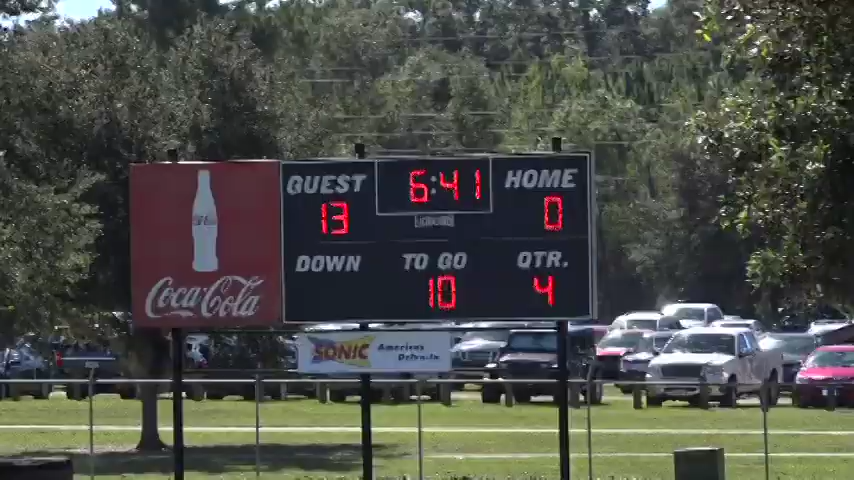 GUEST 6:41 HOME
13 0
DOWN TO GO QTR.
10 4
Coca-Cola
SONIC America's Drive-In